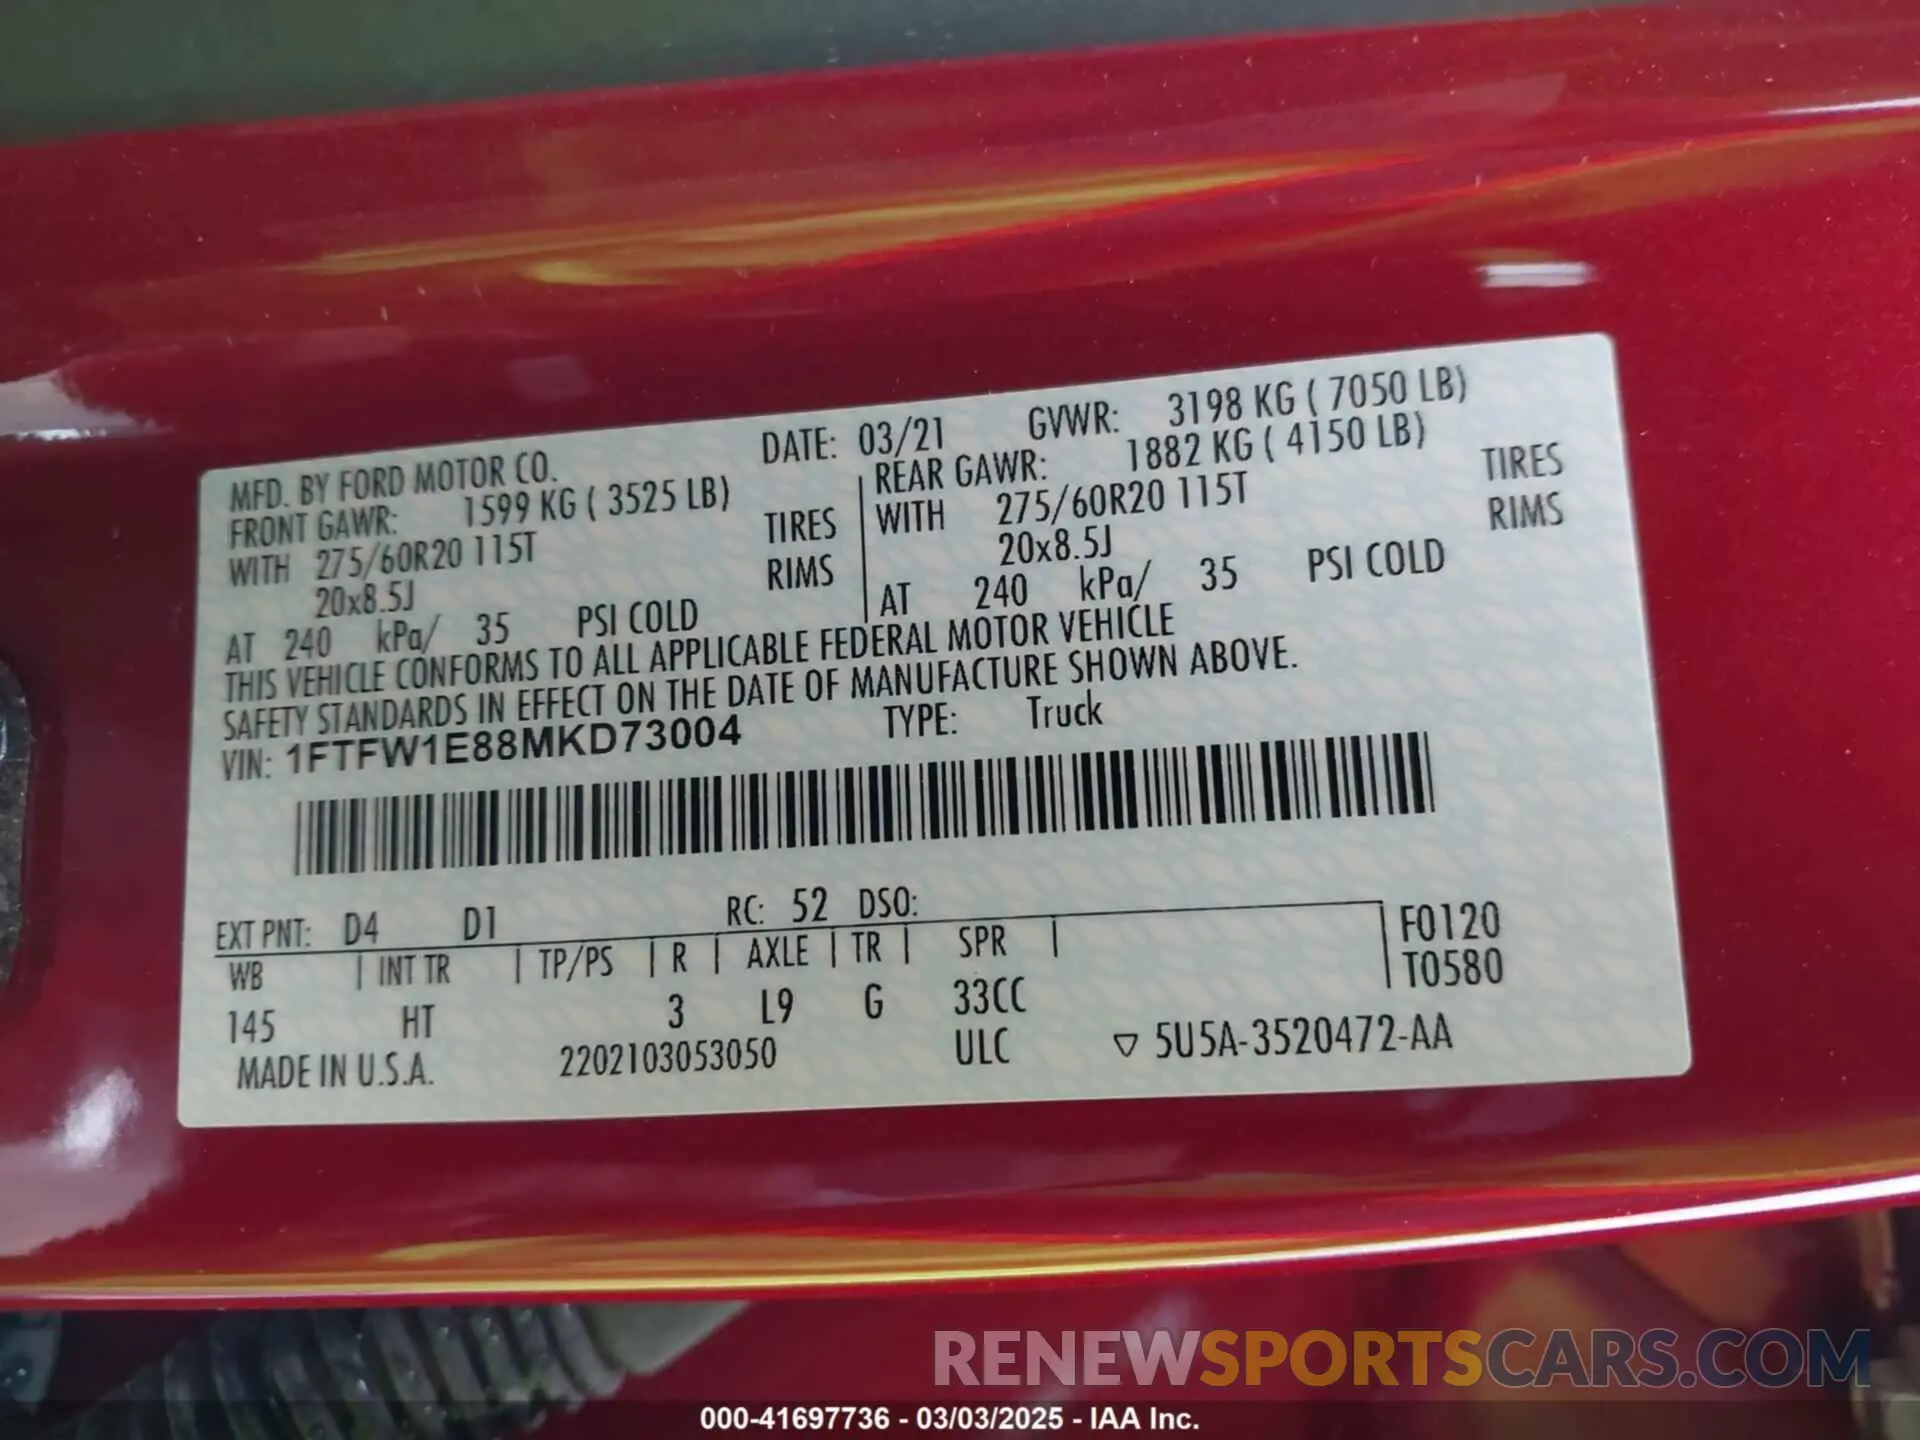 MFD. BY FORD MOTOR CO. DATE: 03/21 GVWR: 3198 KG ( 7050 LB)
FRONT GAWR: 1599 KG ( 3525 LB) REAR GAWR: 1882 KG ( 4150 LB)
WITH 275/60R20 115T TIRES WITH 275/60R20 115T TIRES
20x8.5J RIMS 20x8.5J RIMS
AT 240 kPa/ 35 PSI COLD AT 240 kPa/ 35 PSI COLD
THIS VEHICLE CONFORMS TO ALL APPLICABLE FEDERAL MOTOR VEHICLE
SAFETY STANDARDS IN EFFECT ON THE DATE OF MANUFACTURE SHOWN ABOVE.
VIN: 1FTFW1E88MKD73004 TYPE: Truck
EXT PNT: D4 D1 RC: 52 DSO: F0120
WB | INT TR | TP/PS | R | AXLE | TR | SPR | T0580
145 HT 3 L9 G 33CC
MADE IN U.S.A. 2202103053050 ULC ▽ 5U5A-3520472-AA
RENEWSPORTSCARS.COM
000-41697736 - 03/03/2025 - IAA Inc.